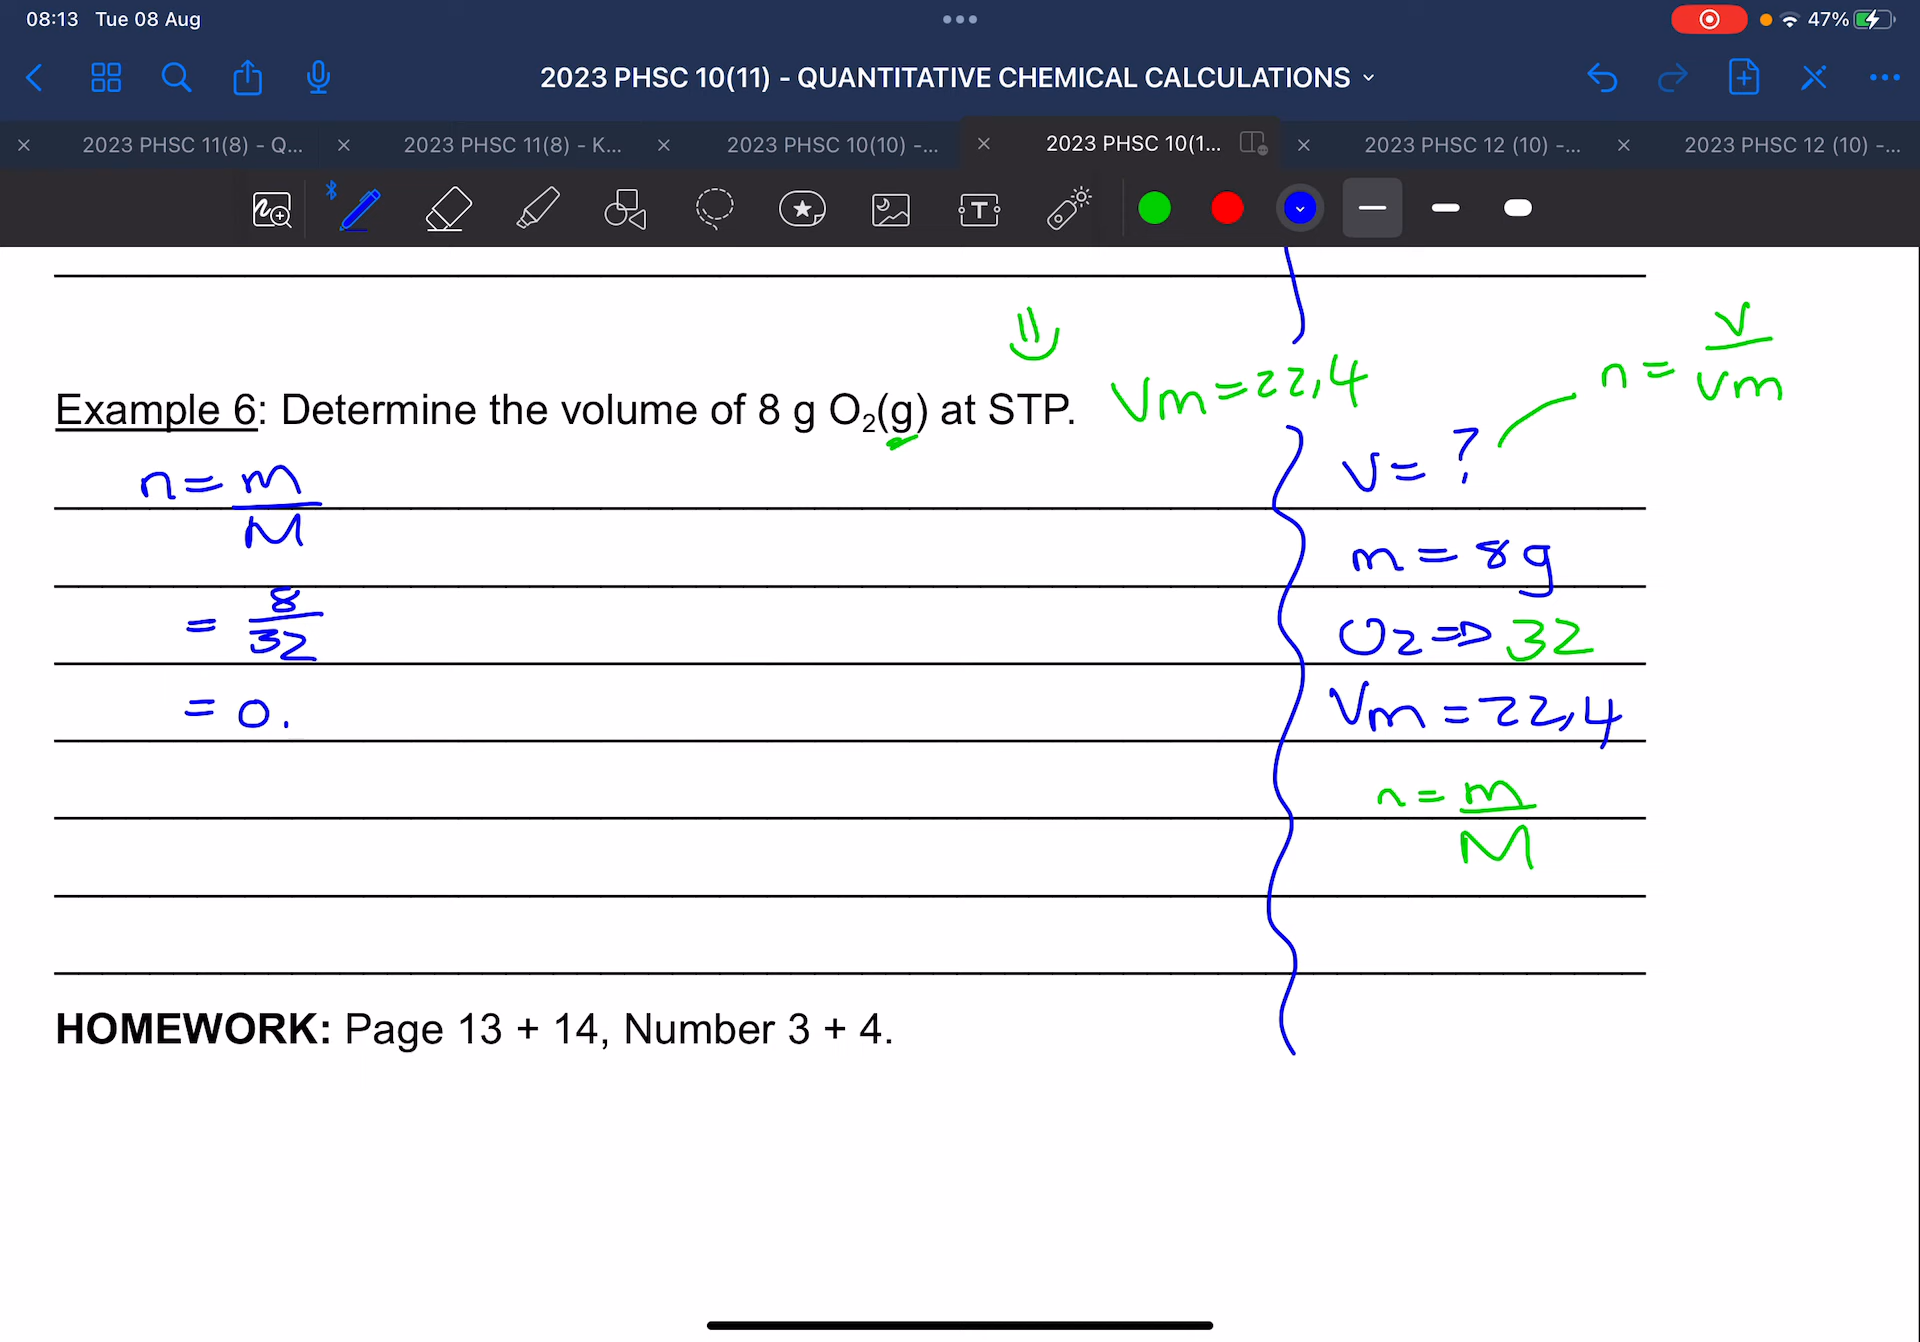 08:13 Tue 08 Aug
47%
2023 PHSC 10(11) - QUANTITATIVE CHEMICAL CALCULATIONS
2023 PHSC 11(8) - Q...
2023 PHSC 11(8) - K...
2023 PHSC 10(10) -...
2023 PHSC 10(1...
2023 PHSC 12 (10) -...
2023 PHSC 12 (10) -...
T
Example 6: Determine the volume of 8 g O₂(g) at STP.
Vm = 22,4
n = V/Vm
n = m/M
= 8/32
= 0.
V = ?
m = 8g
O2 ⇒ 32
Vm = 22,4
n = m/M
HOMEWORK: Page 13 + 14, Number 3 + 4.